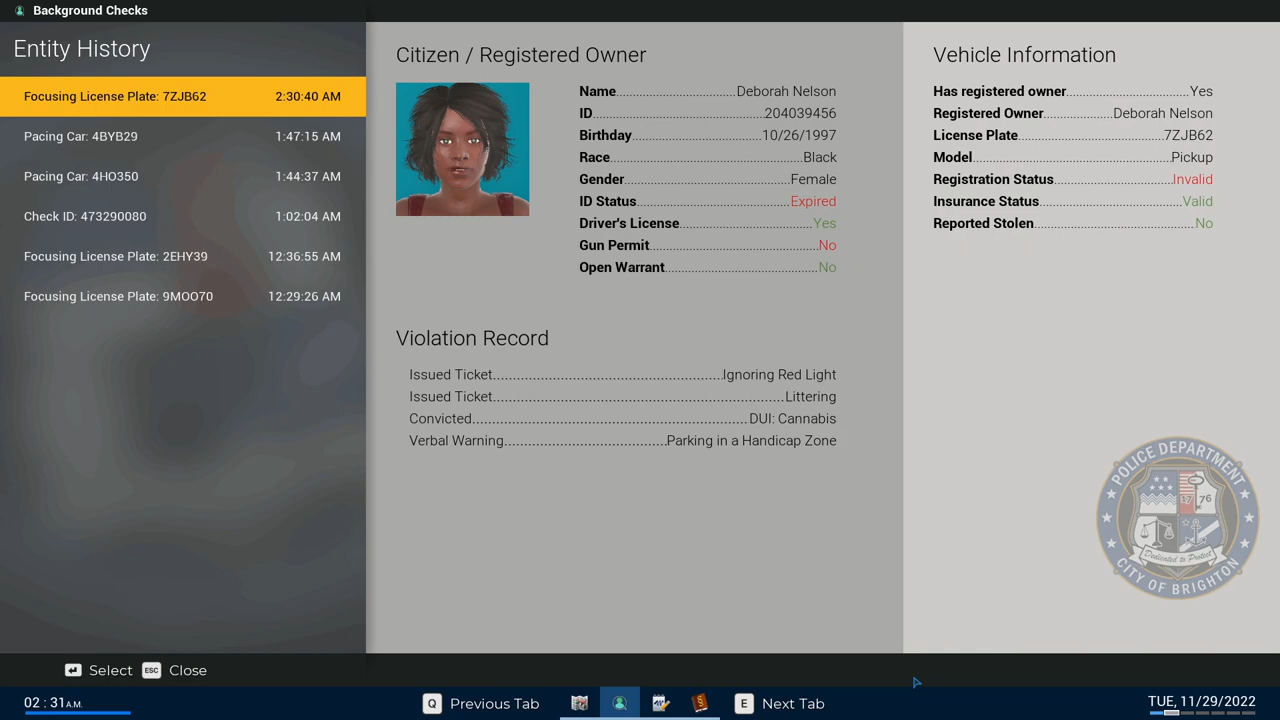 Background Checks
Entity History
Focusing License Plate: 7ZJB62 2:30:40 AM
Pacing Car: 4BYB29 1:47:15 AM
Pacing Car: 4HO350 1:44:37 AM
Check ID: 473290080 1:02:04 AM
Focusing License Plate: 2EHY39 12:36:55 AM
Focusing License Plate: 9MOO70 12:29:26 AM
Citizen / Registered Owner
Name Deborah Nelson
ID 204039456
Birthday 10/26/1997
Race Black
Gender Female
ID Status Expired
Driver's License Yes
Gun Permit No
Open Warrant No
Violation Record
Issued Ticket Ignoring Red Light
Issued Ticket Littering
Convicted DUI: Cannabis
Verbal Warning Parking in a Handicap Zone
Vehicle Information
Has registered owner Yes
Registered Owner Deborah Nelson
License Plate 7ZJB62
Model Pickup
Registration Status Invalid
Insurance Status Valid
Reported Stolen No
POLICE DEPARTMENT
17 76
Dedicated to Protect
CITY OF BRIGHTON
Select ESC Close
02 : 31 A.M.
Q Previous Tab
E Next Tab
TUE, 11/29/2022